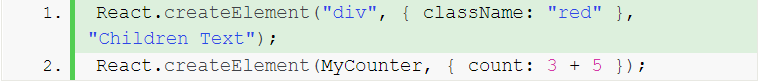 1. React.createElement("div", { className: "red" },
"Children Text");
2. React.createElement(MyCounter, { count: 3 + 5 });